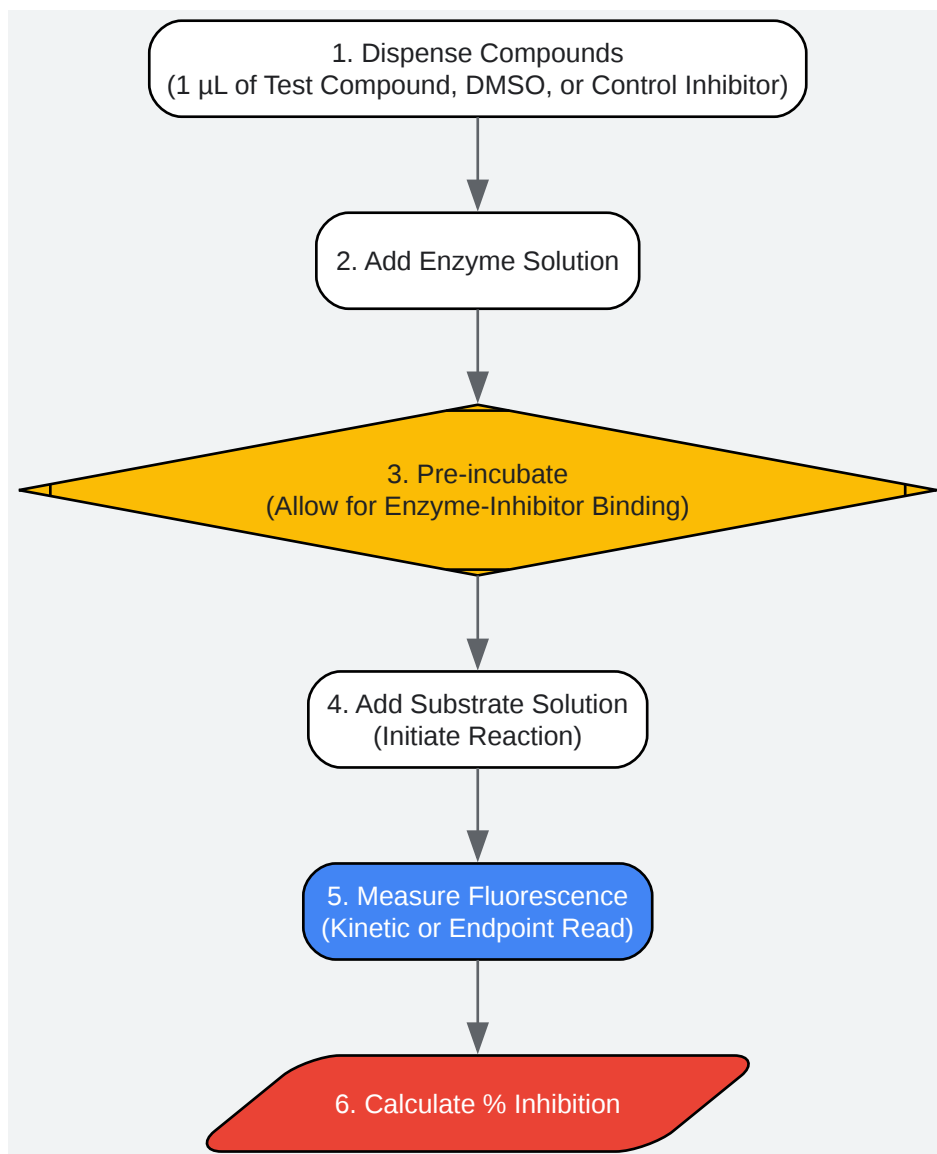 1. Dispense Compounds
(1 µL of Test Compound, DMSO, or Control Inhibitor)
2. Add Enzyme Solution
3. Pre-incubate
(Allow for Enzyme-Inhibitor Binding)
4. Add Substrate Solution
(Initiate Reaction)
5. Measure Fluorescence
(Kinetic or Endpoint Read)
6. Calculate % Inhibition